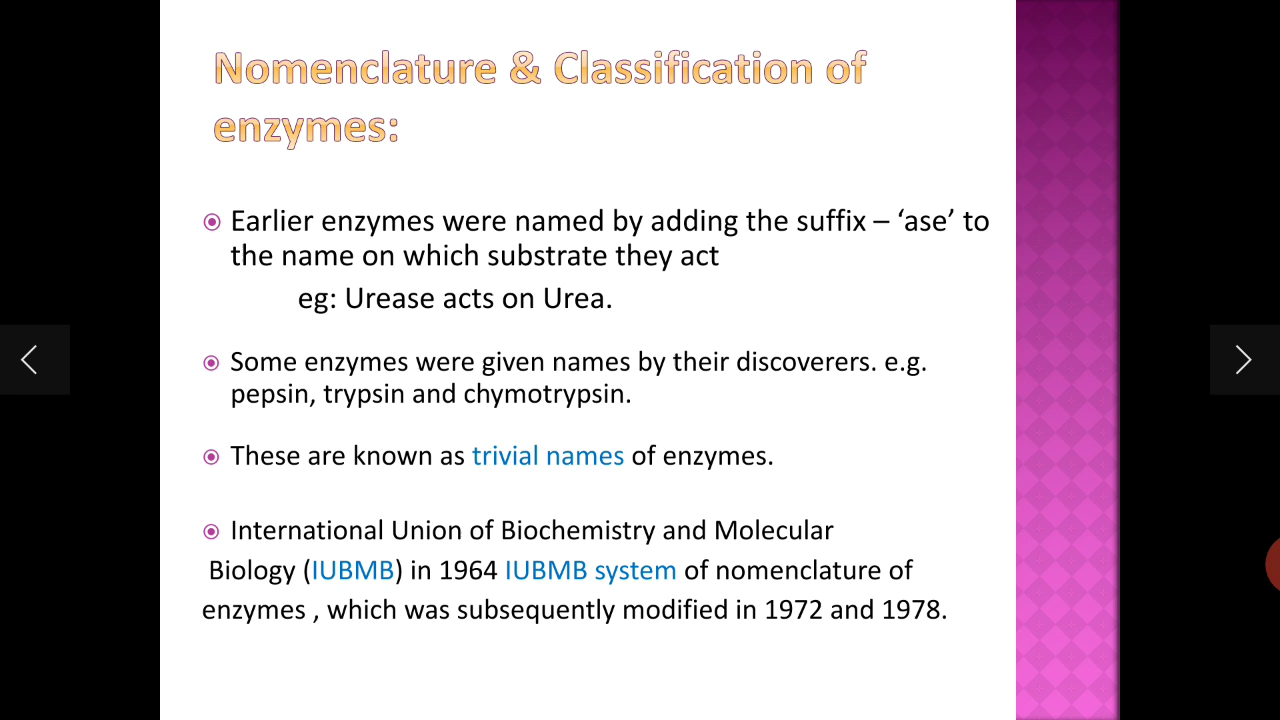 Nomenclature & Classification of
enzymes:
Earlier enzymes were named by adding the suffix – ‘ase’ to
the name on which substrate they act
eg: Urease acts on Urea.
Some enzymes were given names by their discoverers. e.g.
pepsin, trypsin and chymotrypsin.
These are known as trivial names of enzymes.
International Union of Biochemistry and Molecular
Biology (IUBMB) in 1964 IUBMB system of nomenclature of
enzymes , which was subsequently modified in 1972 and 1978.